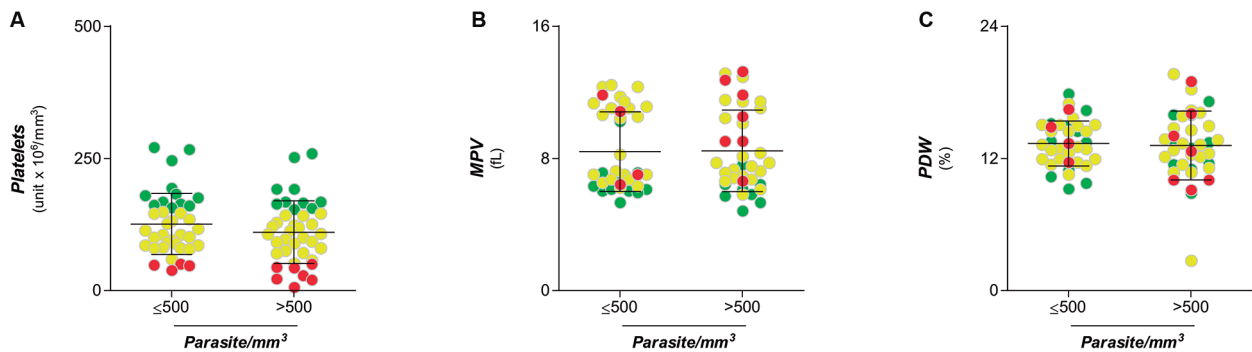 A
Platelets
(unit x 10⁶/mm³)
500
250
0
≤500
>500
Parasite/mm³
B
MPV
(fL)
16
8
0
≤500
>500
Parasite/mm³
C
PDW
(%)
24
12
0
≤500
>500
Parasite/mm³